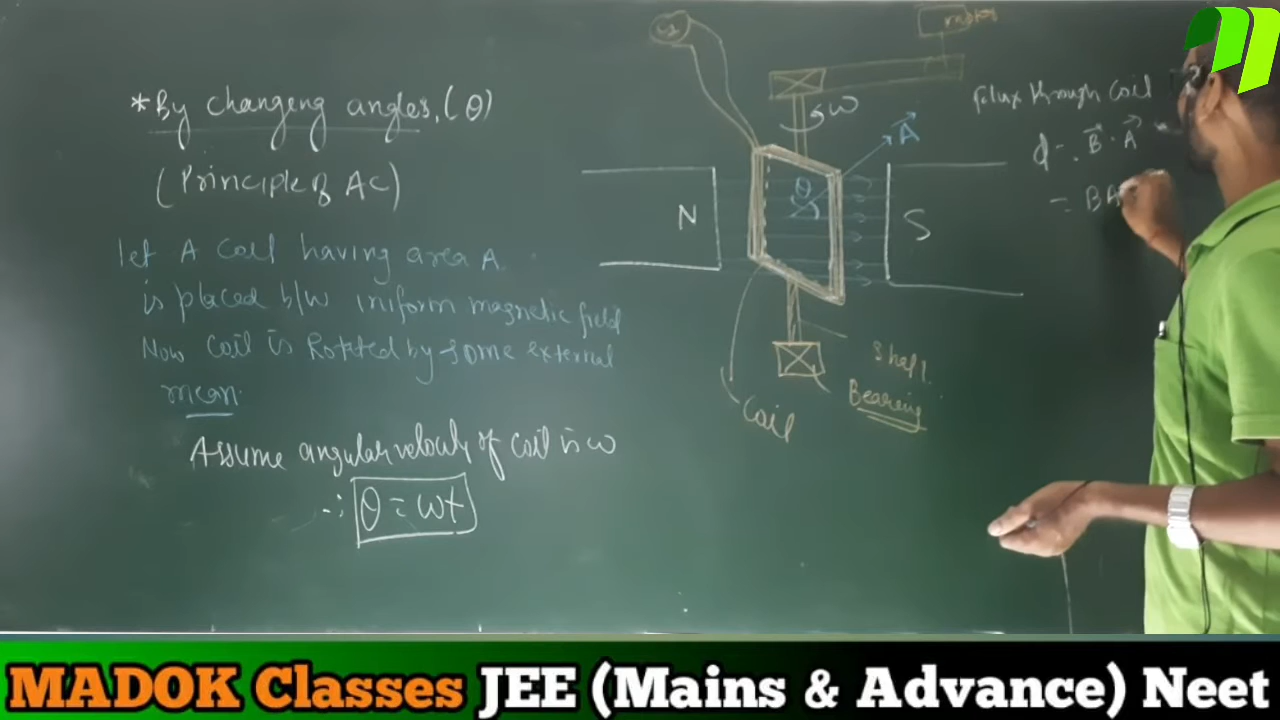 *By changeng angles, (θ)
(Principle of AC)
let A coil having area A.
is placed b/w iniform magnetic field
Now coil is Rotated by some external
mean.
Assume angular velocity of coil is ω
∴ θ = ωt
motor
ω
A⃗
θ
N
S
shaft
Bearing
Coil
flux through coil
ϕ = B⃗ · A⃗
= BA
MADOK Classes JEE (Mains & Advance) Neet